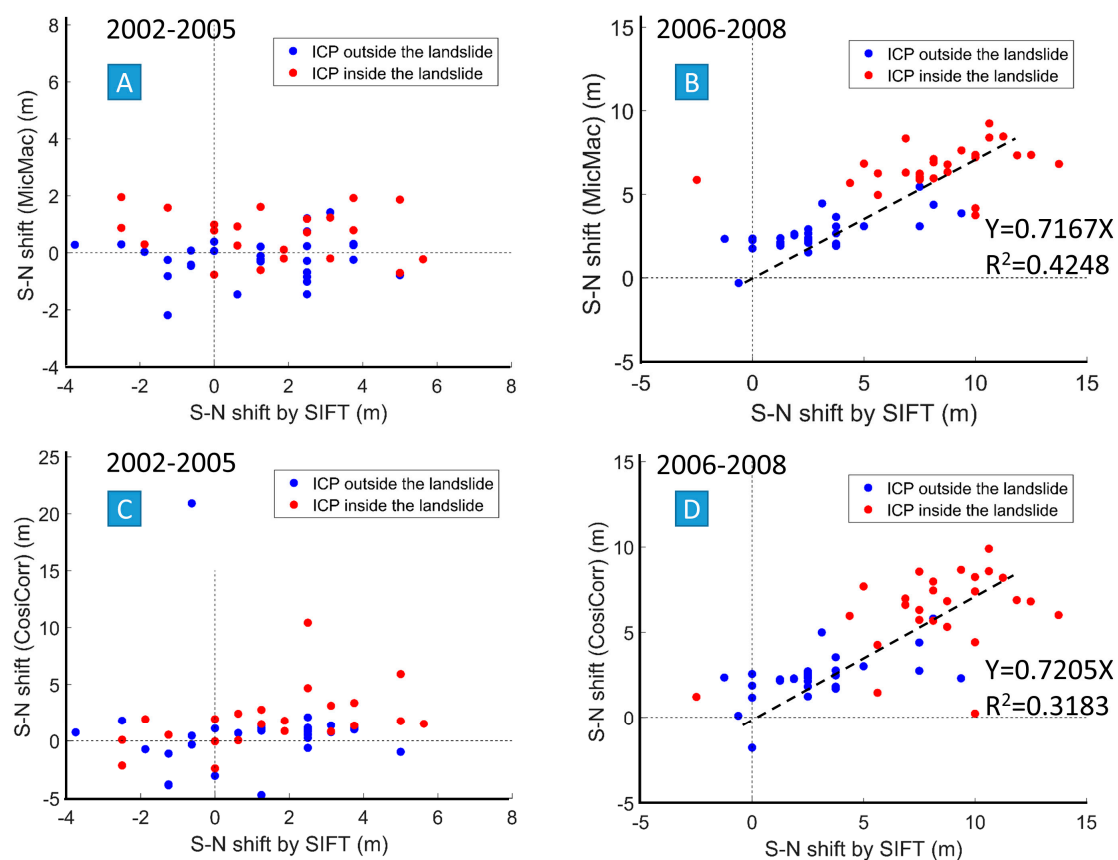 2002-2005
A
ICP outside the landslide
ICP inside the landslide
S-N shift (MicMac) (m)
8
6
4
2
0
-2
-4
-4
-2
0
2
4
6
8
S-N shift by SIFT (m)
2006-2008
B
ICP outside the landslide
ICP inside the landslide
S-N shift (MicMac) (m)
15
10
5
0
-5
Y=0.7167X
R²=0.4248
-5
0
5
10
15
S-N shift by SIFT (m)
2002-2005
C
ICP outside the landslide
ICP inside the landslide
S-N shift (CosiCorr) (m)
25
20
15
10
5
0
-5
-4
-2
0
2
4
6
8
S-N shift by SIFT (m)
2006-2008
D
ICP outside the landslide
ICP inside the landslide
S-N shift (CosiCorr) (m)
15
10
5
0
-5
Y=0.7205X
R²=0.3183
-5
0
5
10
15
S-N shift by SIFT (m)